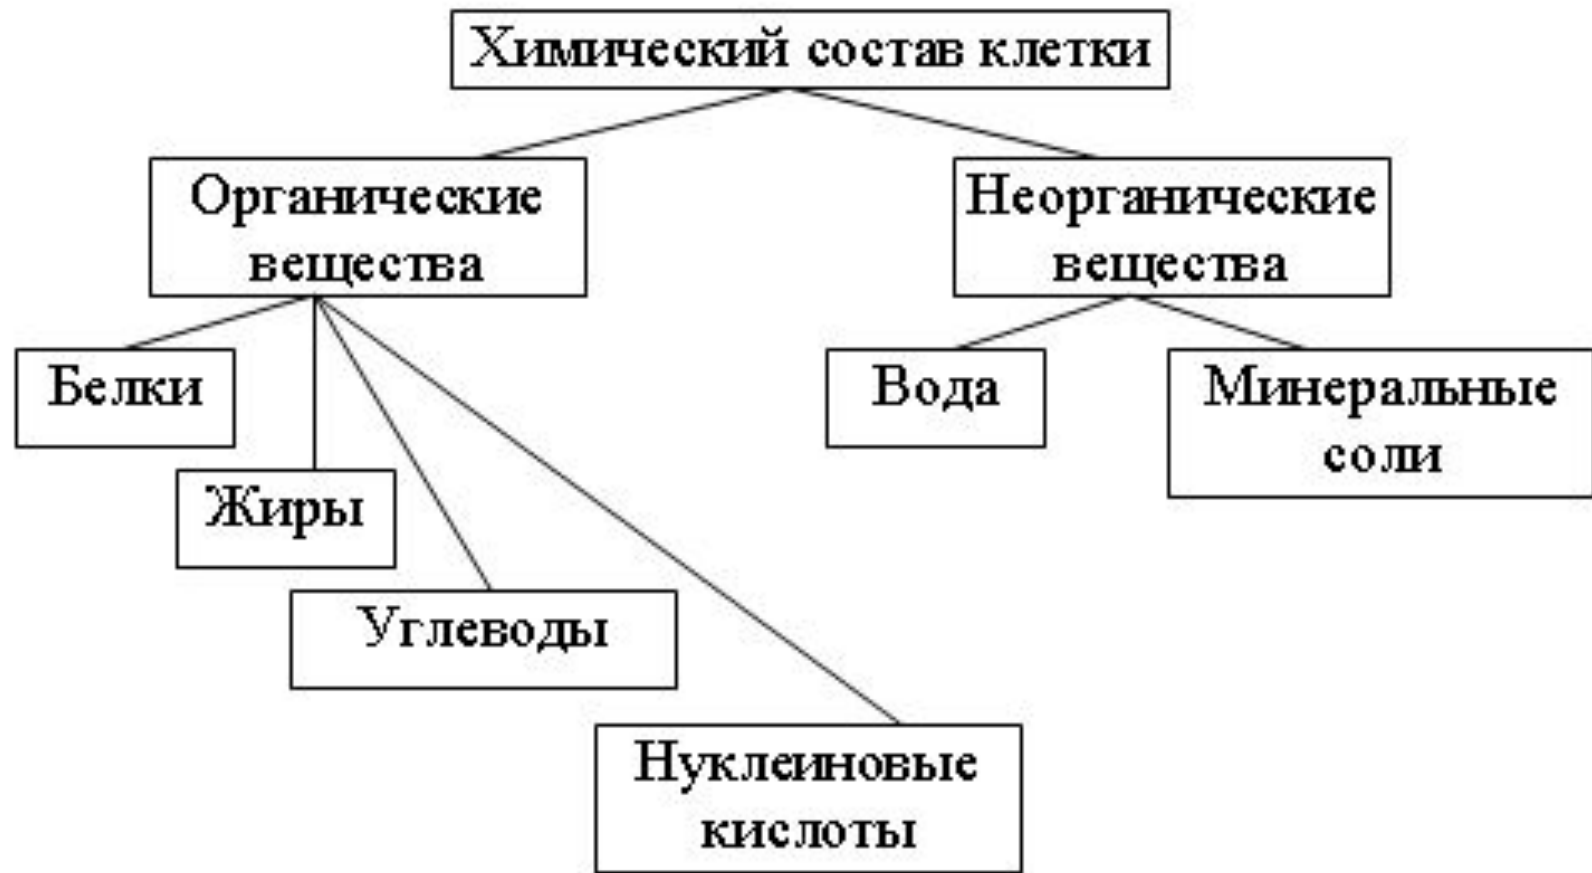 Химический состав клетки
Органические
вещества
Неорганические
вещества
Белки
Вода
Минеральные
соли
Жиры
Углеводы
Нуклеиновые
кислоты